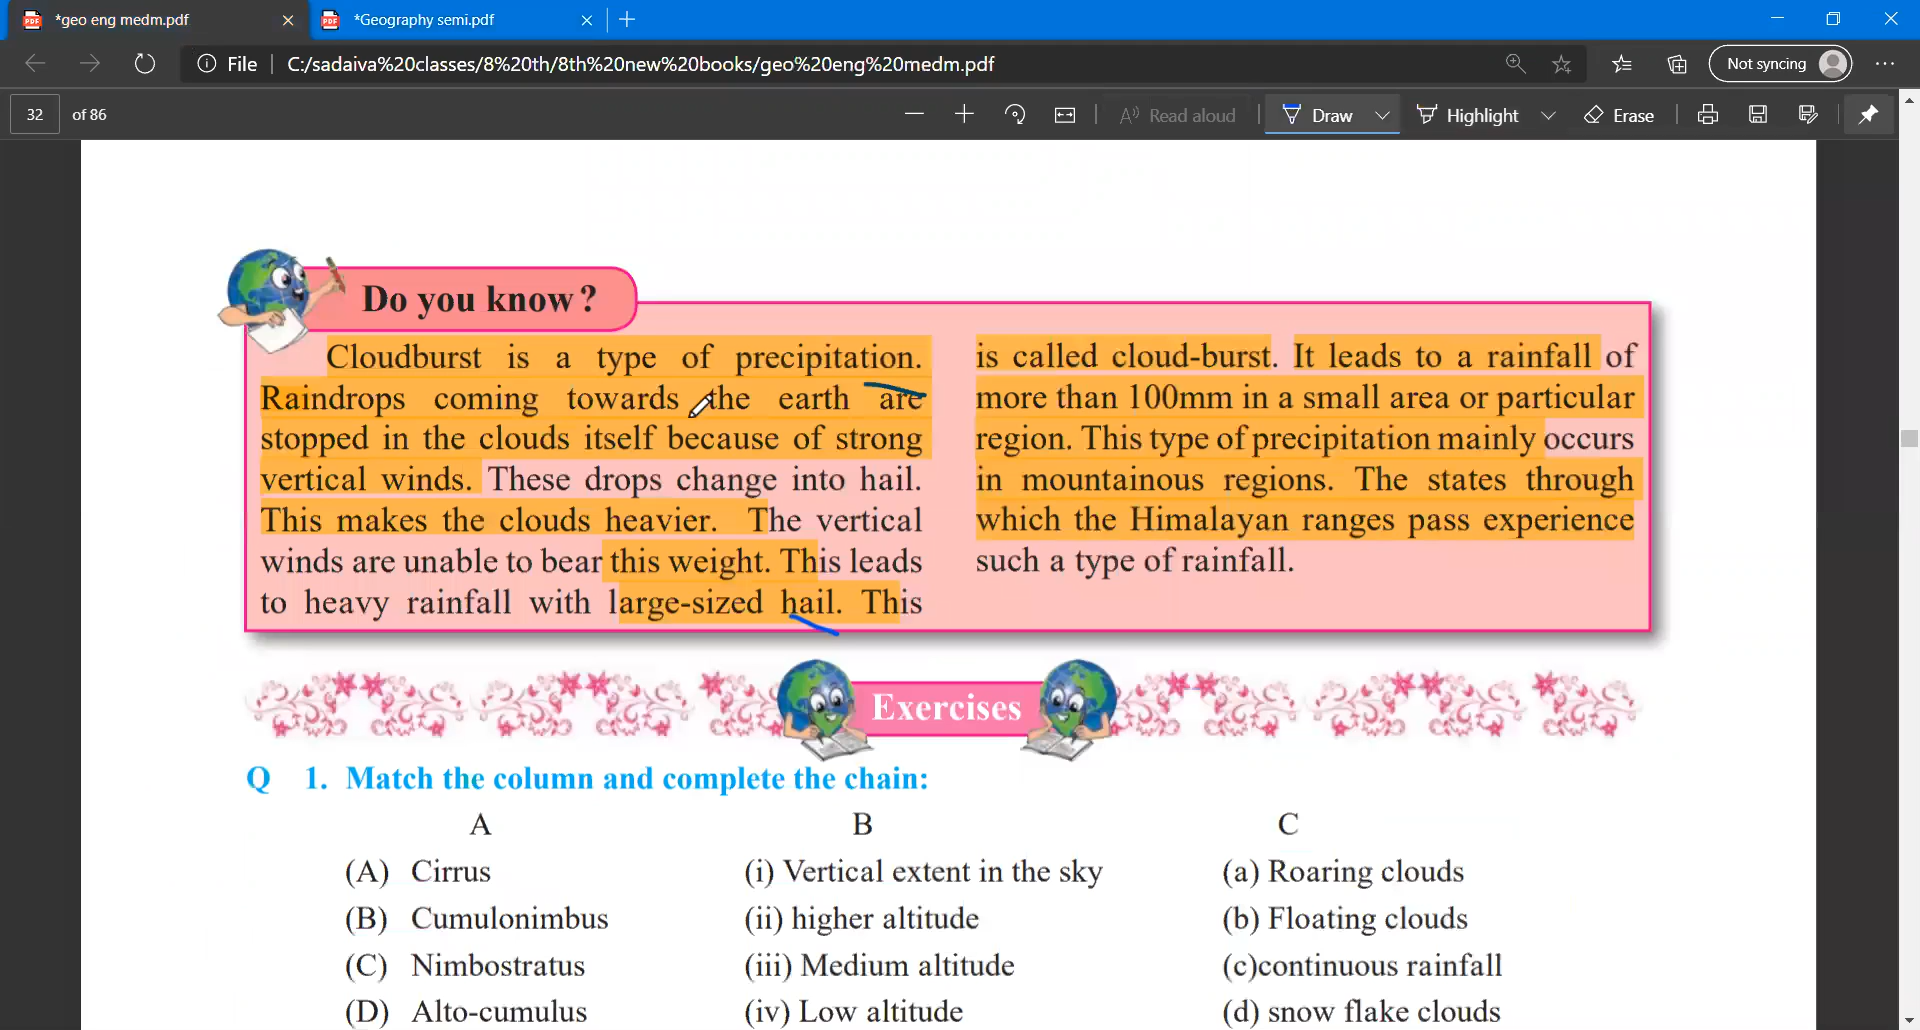 *geo eng medm.pdf
*Geography semi.pdf
File
C:/sadaiva%20classes/8%20th/8th%20new%20books/geo%20eng%20medm.pdf
Not syncing
32 of 86
Read aloud
Draw
Highlight
Erase
Do you know?
Cloudburst is a type of precipitation.
Raindrops coming towards the earth are
stopped in the clouds itself because of strong
vertical winds. These drops change into hail.
This makes the clouds heavier. The vertical
winds are unable to bear this weight. This leads
to heavy rainfall with large-sized hail. This
is called cloud-burst. It leads to a rainfall of
more than 100mm in a small area or particular
region. This type of precipitation mainly occurs
in mountainous regions. The states through
which the Himalayan ranges pass experience
such a type of rainfall.
Exercises
Q 1. Match the column and complete the chain:
A B C
(A) Cirrus (i) Vertical extent in the sky (a) Roaring clouds
(B) Cumulonimbus (ii) higher altitude (b) Floating clouds
(C) Nimbostratus (iii) Medium altitude (c)continuous rainfall
(D) Alto-cumulus (iv) Low altitude (d) snow flake clouds